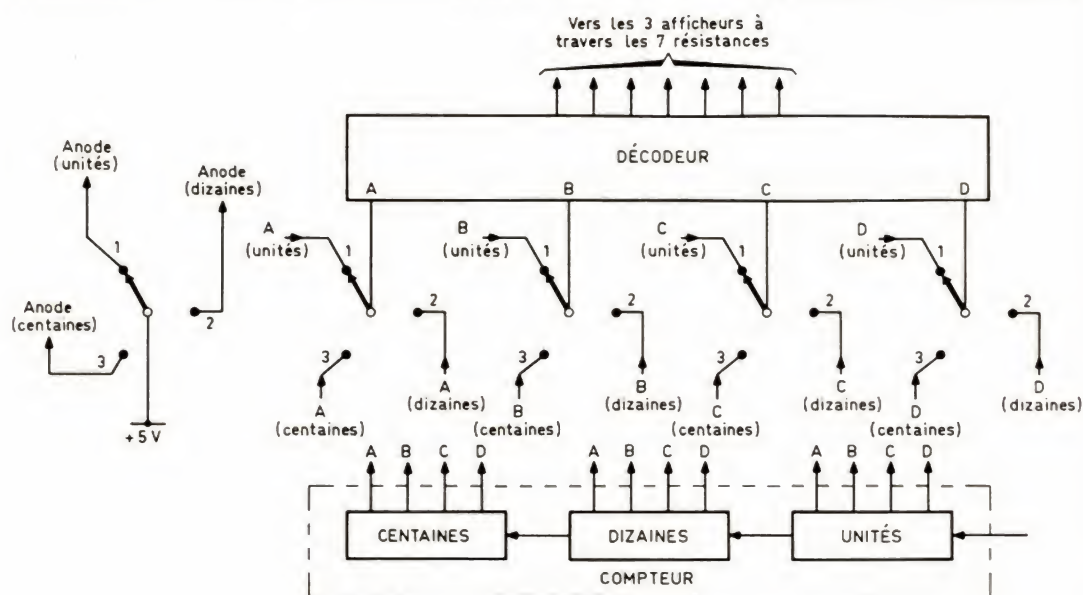 Vers les 3 afficheurs à
travers les 7 résistances
DÉCODEUR
A B C D
Anode
(unités)
Anode
(dizaines)
Anode
(centaines)
1
2
3
+5V
A
(unités)
1
2
3
A
(dizaines)
A
(centaines)
B
(unités)
1
2
3
B
(dizaines)
B
(centaines)
C
(unités)
1
2
3
C
(dizaines)
C
(centaines)
D
(unités)
1
2
3
D
(dizaines)
D
(centaines)
A B C D
A B C D
A B C D
CENTAINES
DIZAINES
UNITÉS
COMPTEUR